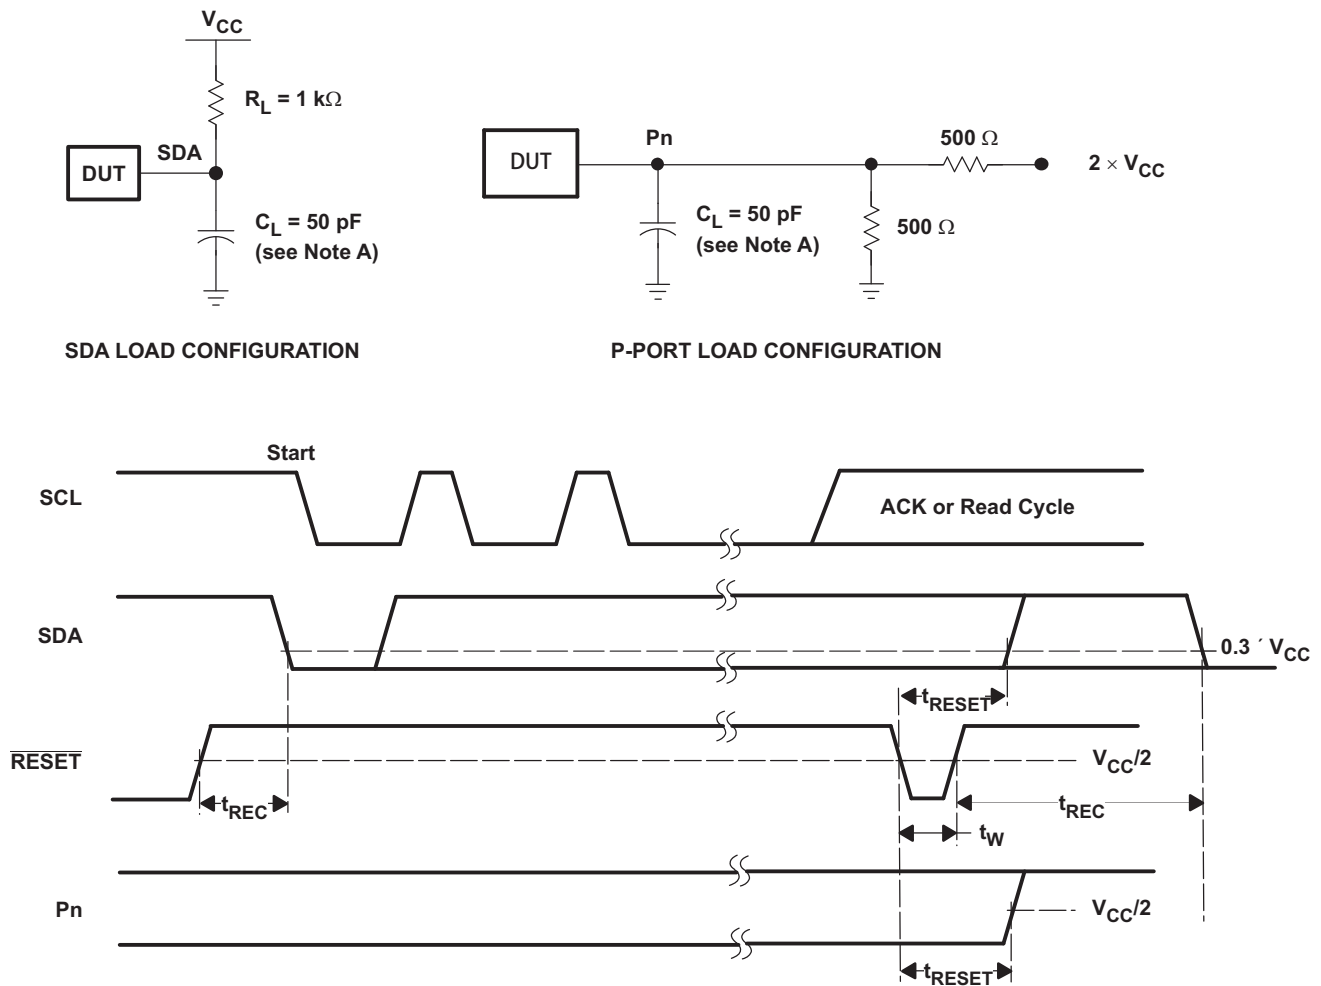 VCC
RL = 1 kΩ
DUT
SDA
CL = 50 pF
(see Note A)
SDA LOAD CONFIGURATION
DUT
Pn
500 Ω
2 × VCC
CL = 50 pF
(see Note A)
500 Ω
P-PORT LOAD CONFIGURATION
Start
SCL
ACK or Read Cycle
SDA
0.3 ´ VCC
tRESET
RESET
VCC/2
tREC
tREC
tW
Pn
VCC/2
tRESET